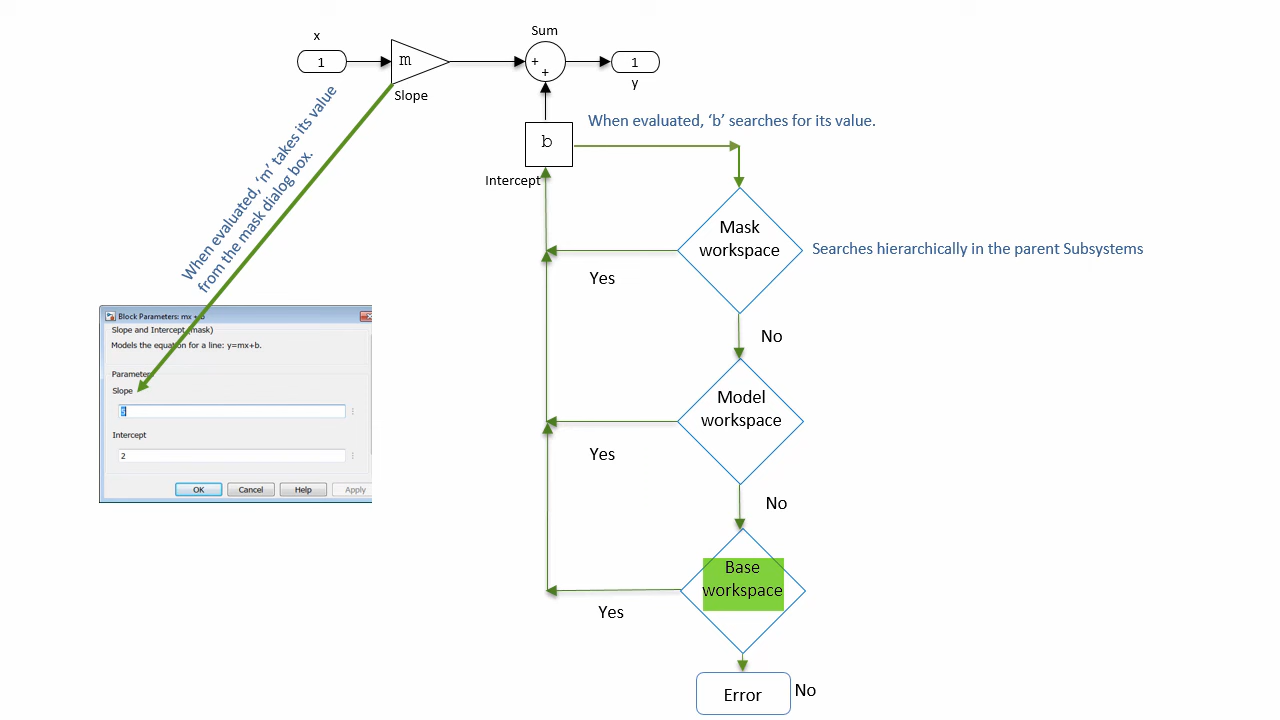 Sum
x
1
m
+
+
1
Slope
y
When evaluated, ‘b’ searches for its value.
b
Intercept
When evaluated, ‘m’ takes its value
from the mask dialog box.
Mask
workspace
Searches hierarchically in the parent Subsystems
Yes
No
Block Parameters: mx + b
Slope and Intercept (mask)
Models the equation for a line: y=mx+b.
Parameters
Slope
Intercept
2
OK Cancel Help Apply
Model
workspace
Yes
No
Base
workspace
Yes
Error
No